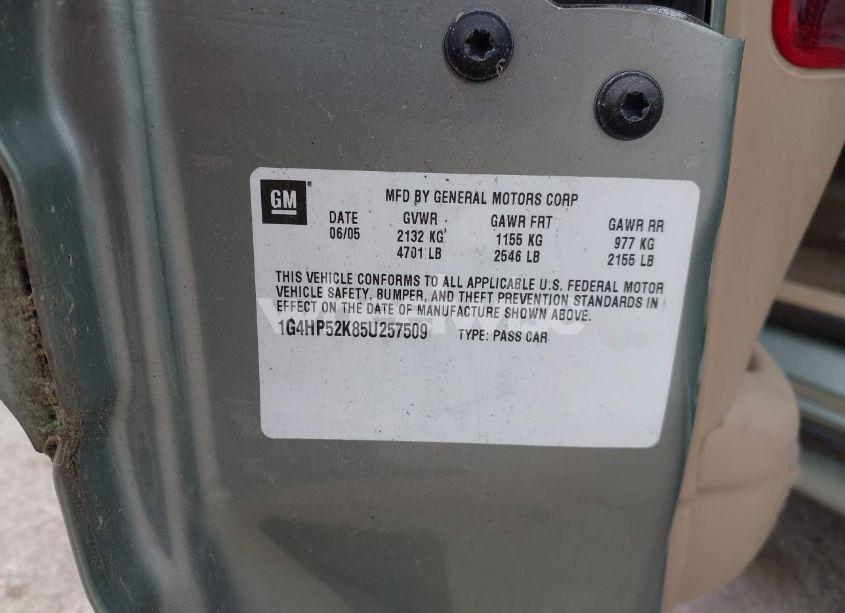 GM
MFD BY GENERAL MOTORS CORP
DATE GVWR GAWR FRT GAWR RR
06/05 2132 KG 1155 KG 977 KG
4701 LB 2546 LB 2155 LB
THIS VEHICLE CONFORMS TO ALL APPLICABLE U.S. FEDERAL MOTOR
VEHICLE SAFETY, BUMPER, AND THEFT PREVENTION STANDARDS IN
EFFECT ON THE DATE OF MANUFACTURE SHOWN ABOVE.
1G4HP52K85U257509 TYPE: PASS CAR